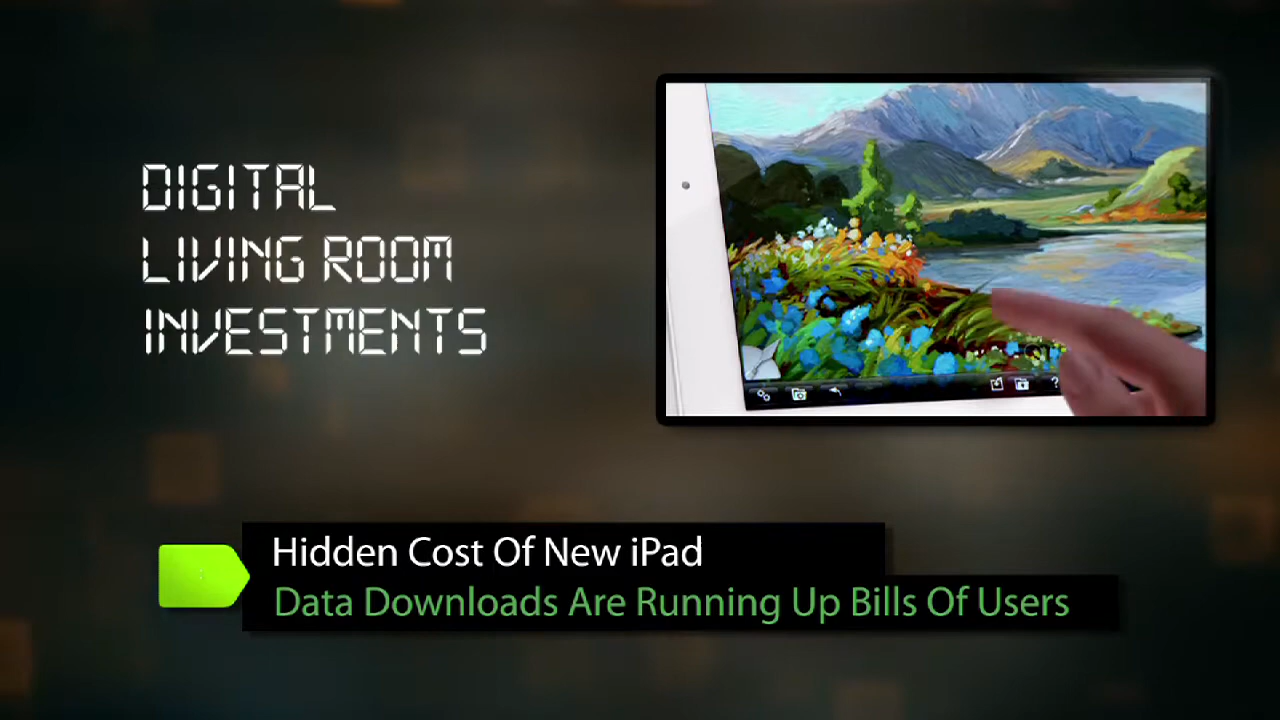 DIGITAL
LIVING ROOM
INVESTMENTS
Hidden Cost Of New iPad
Data Downloads Are Running Up Bills Of Users
?